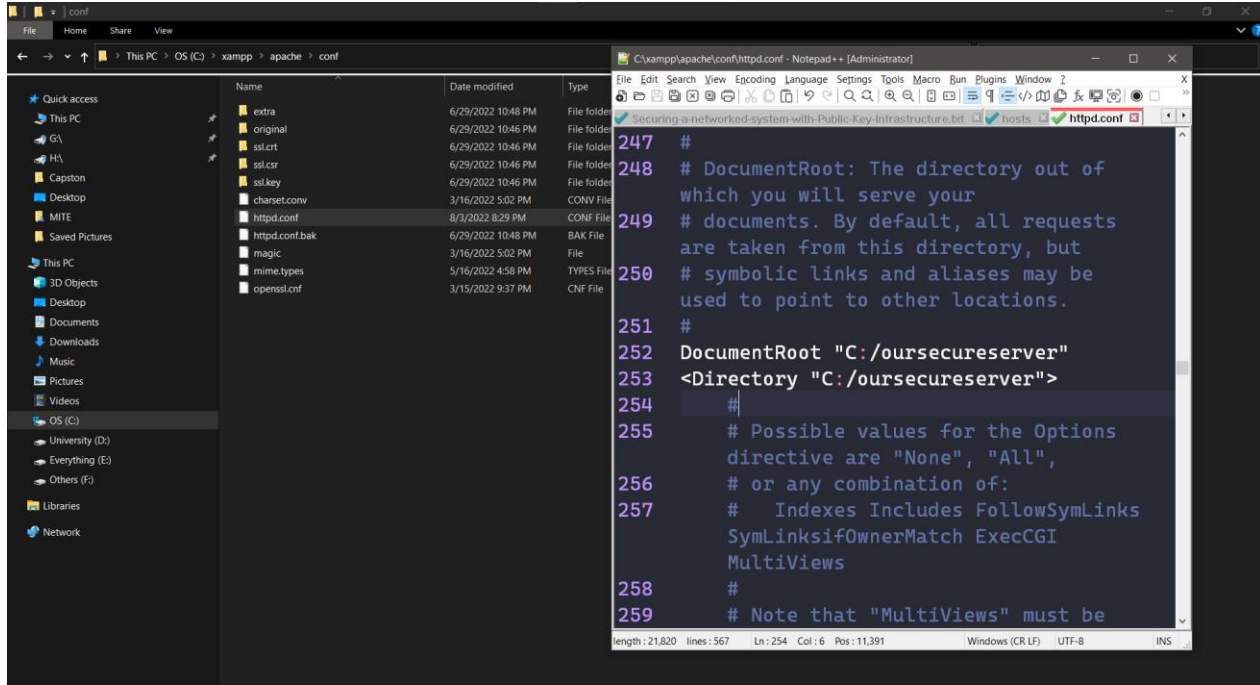 conf
File Home Share View
This PC > OS (C:) > xampp > apache > conf
Quick access
This PC
G:\
H:\
Capston
Desktop
MITE
Saved Pictures
This PC
3D Objects
Desktop
Documents
Downloads
Music
Pictures
Videos
OS (C:)
University (D:)
Everything (E:)
Others (F:)
Libraries
Network
Name Date modified Type
extra 6/29/2022 10:48 PM File folder
original 6/29/2022 10:46 PM File folder
ssl.crt 6/29/2022 10:46 PM File folder
ssl.csr 6/29/2022 10:46 PM File folder
ssl.key 6/29/2022 10:46 PM File folder
charset.conv 3/16/2022 5:02 PM CONV File
httpd.conf 8/3/2022 8:29 PM CONF File
httpd.conf.bak 6/29/2022 10:48 PM BAK File
magic 3/16/2022 5:02 PM File
mime.types 5/16/2022 4:58 PM TYPES File
openssl.cnf 3/15/2022 9:37 PM CNF File
C:\xampp\apache\conf\httpd.conf - Notepad++ [Administrator]
File Edit Search View Encoding Language Settings Tools Macro Run Plugins Window ? X
Securing-a-networked-system-with-Public-Key-Infrastructure.txt hosts httpd.conf
247 #
248 # DocumentRoot: The directory out of
which you will serve your
249 # documents. By default, all requests
are taken from this directory, but
250 # symbolic links and aliases may be
used to point to other locations.
251 #
252 DocumentRoot "C:/oursecureserver"
253 <Directory "C:/oursecureserver">
254 #
255 # Possible values for the Options
directive are "None", "All",
256 # or any combination of:
257 # Indexes Includes FollowSymLinks
SymLinksifOwnerMatch ExecCGI
MultiViews
258 #
259 # Note that "MultiViews" must be
length : 21,820 lines : 567 Ln : 254 Col : 6 Pos : 11,391 Windows (CR LF) UTF-8 INS